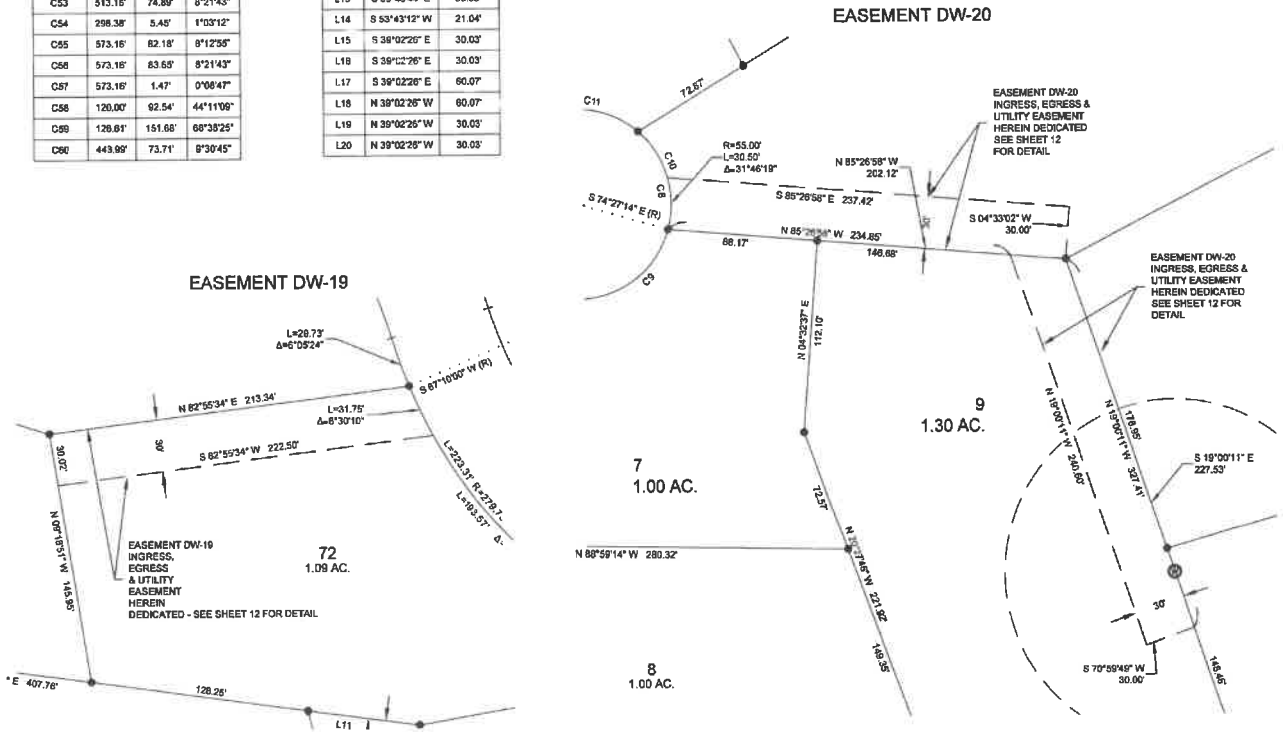 C53 513.16' 74.89' 8°21'43"
C54 298.38' 5.45' 1°03'12"
C55 573.16' 82.18' 8°12'55"
C56 573.16' 83.65' 8°21'43"
C57 573.16' 1.47' 0°08'47"
C58 120.00' 92.54' 44°11'09"
C59 126.61' 151.68' 68°38'25"
C60 443.99' 73.71' 9°30'45"
L14 S 53°43'12" W 21.04'
L15 S 39°02'26" E 30.03'
L16 S 39°02'26" E 30.03'
L17 S 39°02'26" E 60.07'
L18 N 39°02'26" W 60.07'
L19 N 39°02'26" W 30.03'
L20 N 39°02'26" W 30.03'
EASEMENT DW-20
72.67'
C11
C10
C8
C9
R=55.00'
L=30.50'
Δ=31°46'19"
S 74°27'14" E (R)
EASEMENT DW-20
INGRESS, EGRESS &
UTILITY EASEMENT
HEREIN DEDICATED
SEE SHEET 12
FOR DETAIL
N 85°26'58" W
202.12'
S 85°26'58" E 237.42'
30'
S 04°33'02" W
30.00'
N 85°26'58" W 234.85'
88.17'
146.68'
EASEMENT DW-20
INGRESS, EGRESS &
UTILITY EASEMENT
HEREIN DEDICATED
SEE SHEET 12 FOR
DETAIL
N 04°32'37" E
112.10'
9
1.30 AC.
7
1.00 AC.
N 19°00'11" W 240.60'
178.95'
N 19°00'11" W 327.41'
S 19°00'11" E
227.53'
72.57'
N 88°59'14" W 280.32'
N 20°27'45" W 221.92'
149.35'
8
1.00 AC.
30'
S 70°59'49" W
30.00'
148.46'
EASEMENT DW-19
L=29.73'
Δ=6°05'24"
S 67°10'00" W (R)
N 82°55'34" E 213.34'
L=31.75'
Δ=6°30'10"
30.02'
30'
S 82°55'34" W 222.50'
L=223.31' R=279.7
L=193.57' Δ
N 09°18'51" W 145.95'
EASEMENT DW-19
INGRESS,
EGRESS
& UTILITY
EASEMENT
HEREIN
DEDICATED - SEE SHEET 12 FOR DETAIL
72
1.09 AC.
" E 407.76'
128.25'
L11